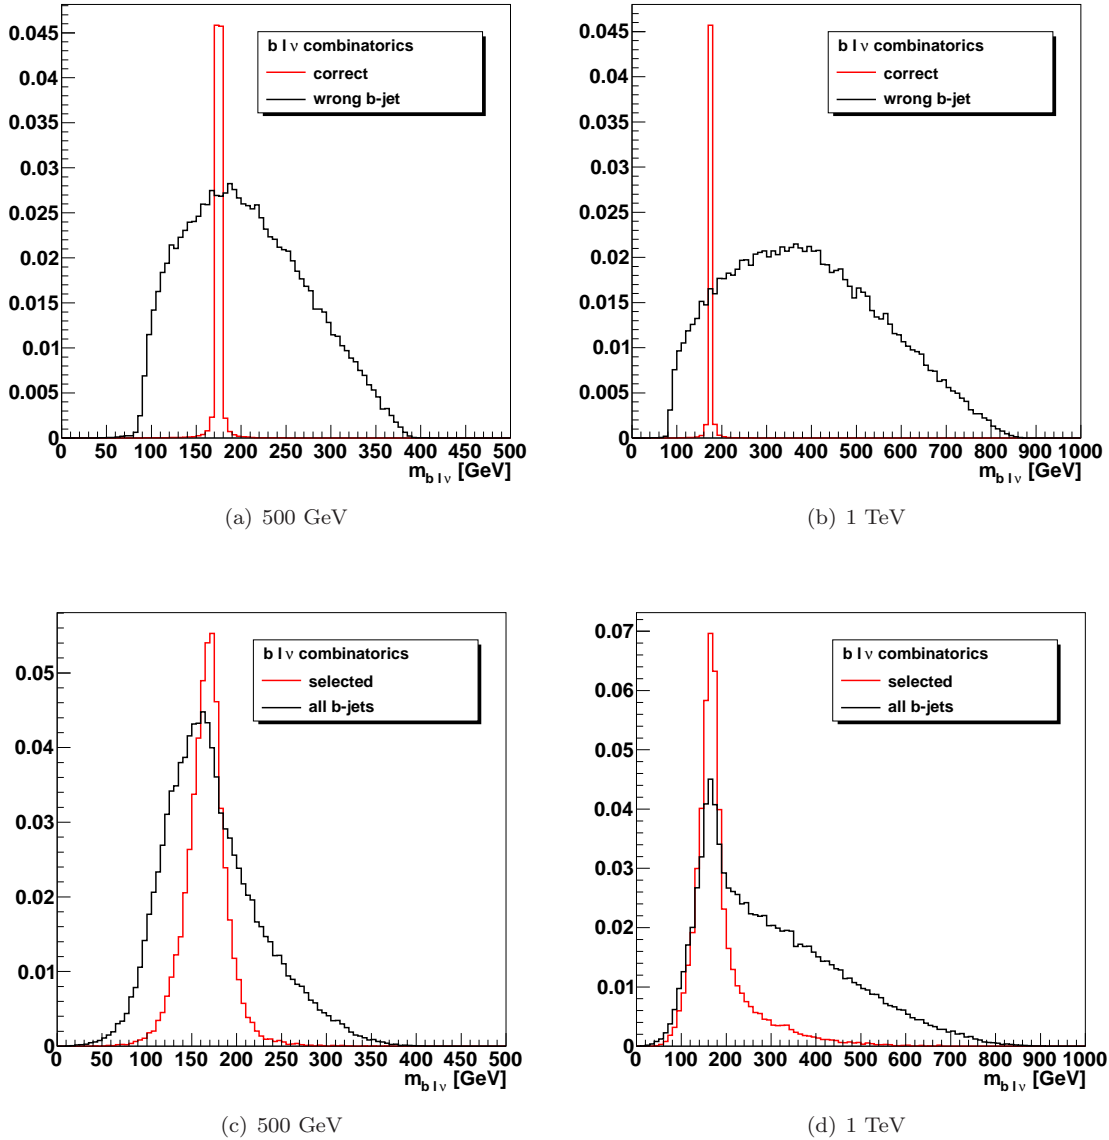 0.045
0.04
0.035
0.03
0.025
0.02
0.015
0.01
0.005
0
b l ν combinatorics
correct
wrong b-jet
0 50 100 150 200 250 300 350 400 450 500
m b l ν [GeV]
(a) 500 GeV
0.045
0.04
0.035
0.03
0.025
0.02
0.015
0.01
0.005
0
b l ν combinatorics
correct
wrong b-jet
0 100 200 300 400 500 600 700 800 900 1000
m b l ν [GeV]
(b) 1 TeV
0.05
0.04
0.03
0.02
0.01
0
b l ν combinatorics
selected
all b-jets
0 50 100 150 200 250 300 350 400 450 500
m b l ν [GeV]
(c) 500 GeV
0.07
0.06
0.05
0.04
0.03
0.02
0.01
0
b l ν combinatorics
selected
all b-jets
0 100 200 300 400 500 600 700 800 900 1000
m b l ν [GeV]
(d) 1 TeV